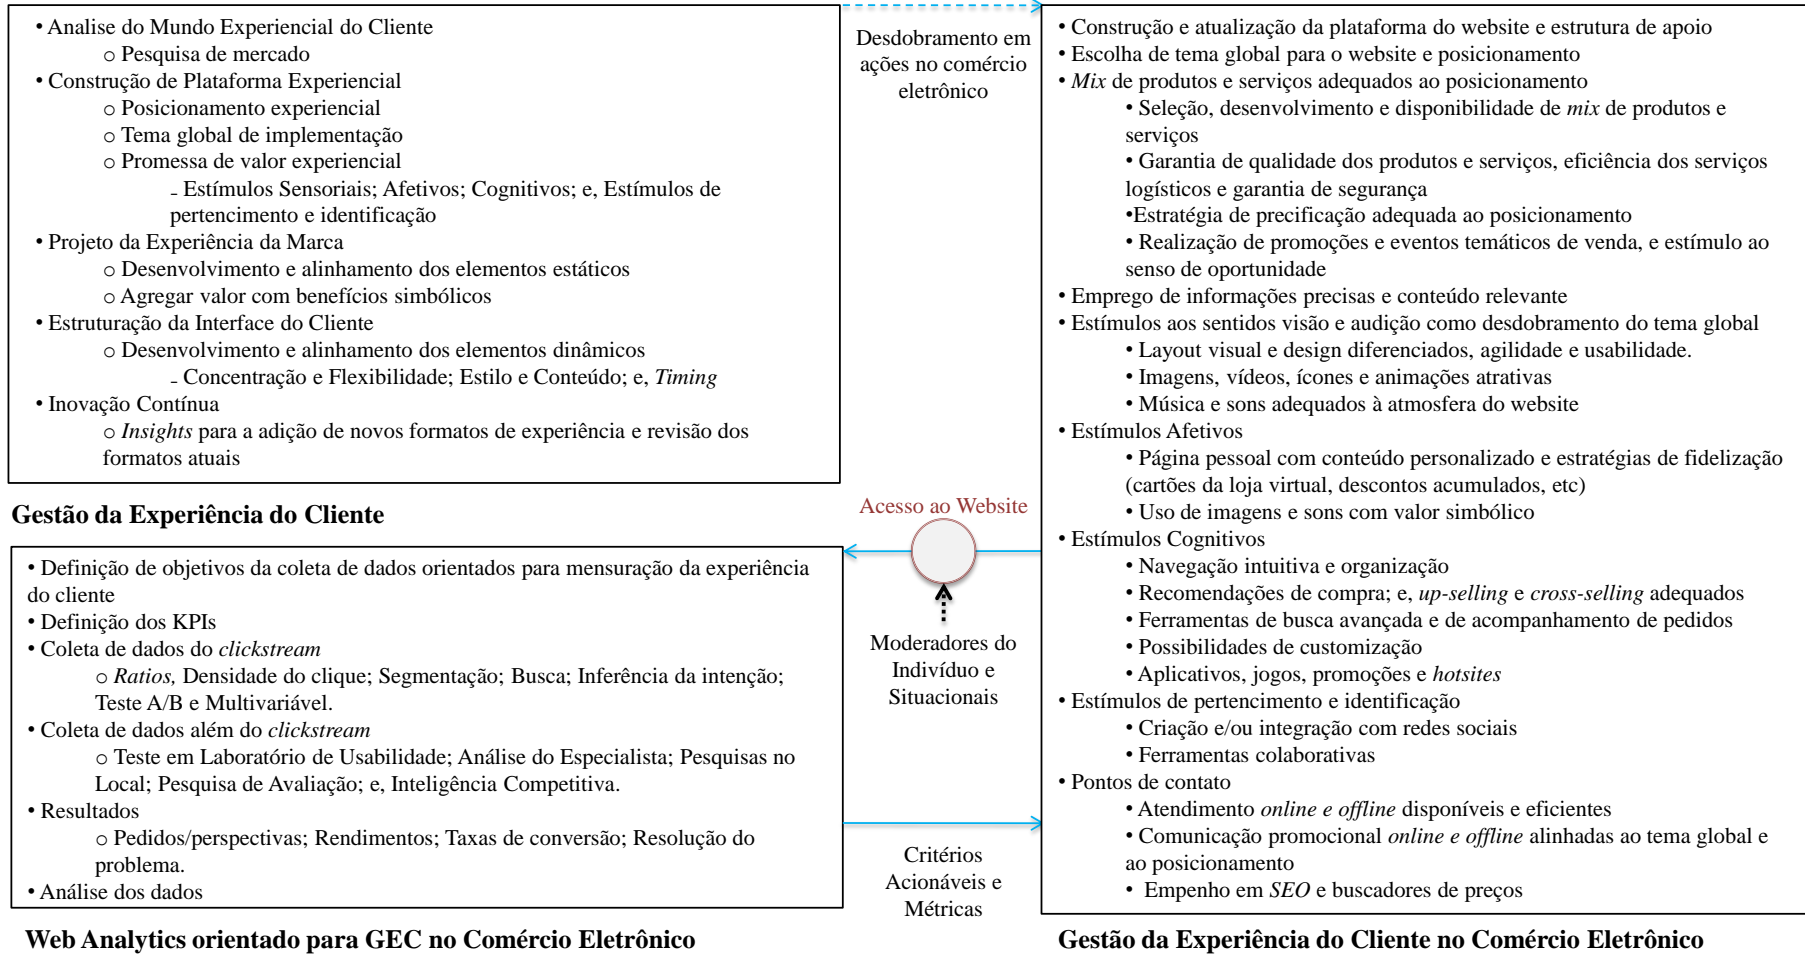 • Analise do Mundo Experiencial do Cliente
o Pesquisa de mercado
• Construção de Plataforma Experiencial
o Posicionamento experiencial
o Tema global de implementação
o Promessa de valor experiencial
- Estímulos Sensoriais; Afetivos; Cognitivos; e, Estímulos de
pertencimento e identificação
• Projeto da Experiência da Marca
o Desenvolvimento e alinhamento dos elementos estáticos
o Agregar valor com benefícios simbólicos
• Estruturação da Interface do Cliente
o Desenvolvimento e alinhamento dos elementos dinâmicos
- Concentração e Flexibilidade; Estilo e Conteúdo; e, Timing
• Inovação Contínua
o Insights para a adição de novos formatos de experiência e revisão dos
formatos atuais
Gestão da Experiência do Cliente
Desdobramento em
ações no comércio
eletrônico
• Construção e atualização da plataforma do website e estrutura de apoio
• Escolha de tema global para o website e posicionamento
• Mix de produtos e serviços adequados ao posicionamento
• Seleção, desenvolvimento e disponibilidade de mix de produtos e
serviços
• Garantia de qualidade dos produtos e serviços, eficiência dos serviços
logísticos e garantia de segurança
•Estratégia de precificação adequada ao posicionamento
• Realização de promoções e eventos temáticos de venda, e estímulo ao
senso de oportunidade
• Emprego de informações precisas e conteúdo relevante
• Estímulos aos sentidos visão e audição como desdobramento do tema global
• Layout visual e design diferenciados, agilidade e usabilidade.
• Imagens, vídeos, ícones e animações atrativas
• Música e sons adequados à atmosfera do website
• Estímulos Afetivos
• Página pessoal com conteúdo personalizado e estratégias de fidelização
(cartões da loja virtual, descontos acumulados, etc)
• Uso de imagens e sons com valor simbólico
• Estímulos Cognitivos
• Navegação intuitiva e organização
• Recomendações de compra; e, up-selling e cross-selling adequados
• Ferramentas de busca avançada e de acompanhamento de pedidos
• Possibilidades de customização
• Aplicativos, jogos, promoções e hotsites
• Estímulos de pertencimento e identificação
• Criação e/ou integração com redes sociais
• Ferramentas colaborativas
• Pontos de contato
• Atendimento online e offline disponíveis e eficientes
• Comunicação promocional online e offline alinhadas ao tema global e
ao posicionamento
• Empenho em SEO e buscadores de preços
Gestão da Experiência do Cliente no Comércio Eletrônico
Acesso ao Website
Moderadores do
Indivíduo e
Situacionais
• Definição de objetivos da coleta de dados orientados para mensuração da experiência
do cliente
• Definição dos KPIs
• Coleta de dados do clickstream
o Ratios, Densidade do clique; Segmentação; Busca; Inferência da intenção;
Teste A/B e Multivariável.
• Coleta de dados além do clickstream
o Teste em Laboratório de Usabilidade; Análise do Especialista; Pesquisas no
Local; Pesquisa de Avaliação; e, Inteligência Competitiva.
• Resultados
o Pedidos/perspectivas; Rendimentos; Taxas de conversão; Resolução do
problema.
• Análise dos dados
Web Analytics orientado para GEC no Comércio Eletrônico
Critérios
Acionáveis e
Métricas